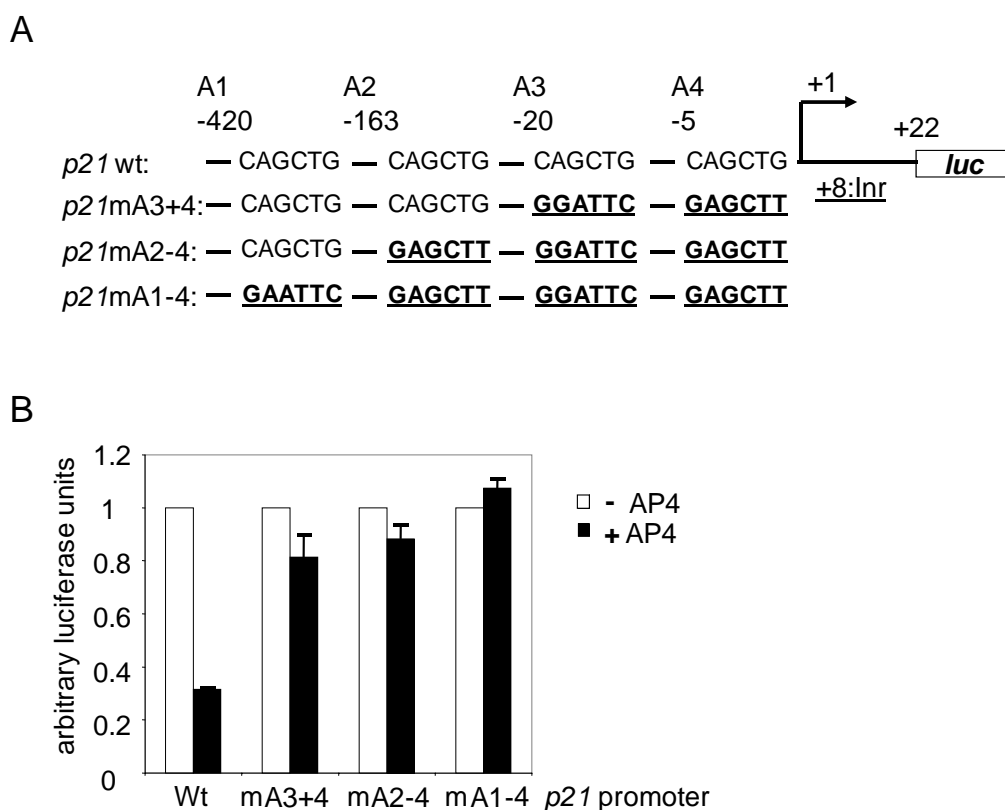 A
A1 A2 A3 A4 +1
-420 -163 -20 -5 +22
p21 wt: CAGCTG CAGCTG CAGCTG CAGCTG luc
+8:Inr
p21mA3+4: CAGCTG CAGCTG GGATTC GAGCTT
p21mA2-4: CAGCTG GAGCTT GGATTC GAGCTT
p21mA1-4: GAATTC GAGCTT GGATTC GAGCTT
B
arbitrary luciferase units
1.2
1
0.8
0.6
0.4
0.2
0
- AP4
+ AP4
Wt mA3+4 mA2-4 mA1-4 p21 promoter